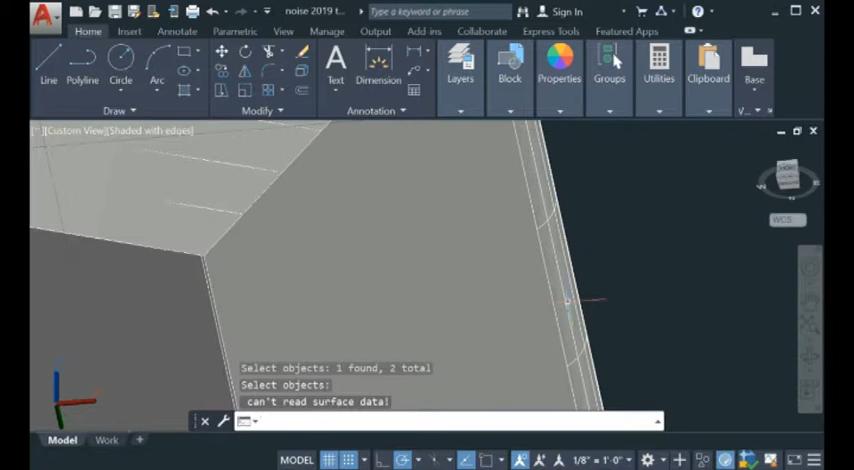 noise 2019 t...
Type a keyword or phrase
Sign In
Home Insert Annotate Parametric View Manage Output Add-ins Collaborate Express Tools Featured Apps
Line Polyline Circle Arc Text Dimension Layers Block Properties Groups Utilities Clipboard Base
Draw Modify Annotation V...
[−][Custom View][Shaded with edges]
WCS
Select objects: 1 found, 2 total
Select objects:
can't read surface data!
Model Work +
MODEL 1/8" = 1'-0"